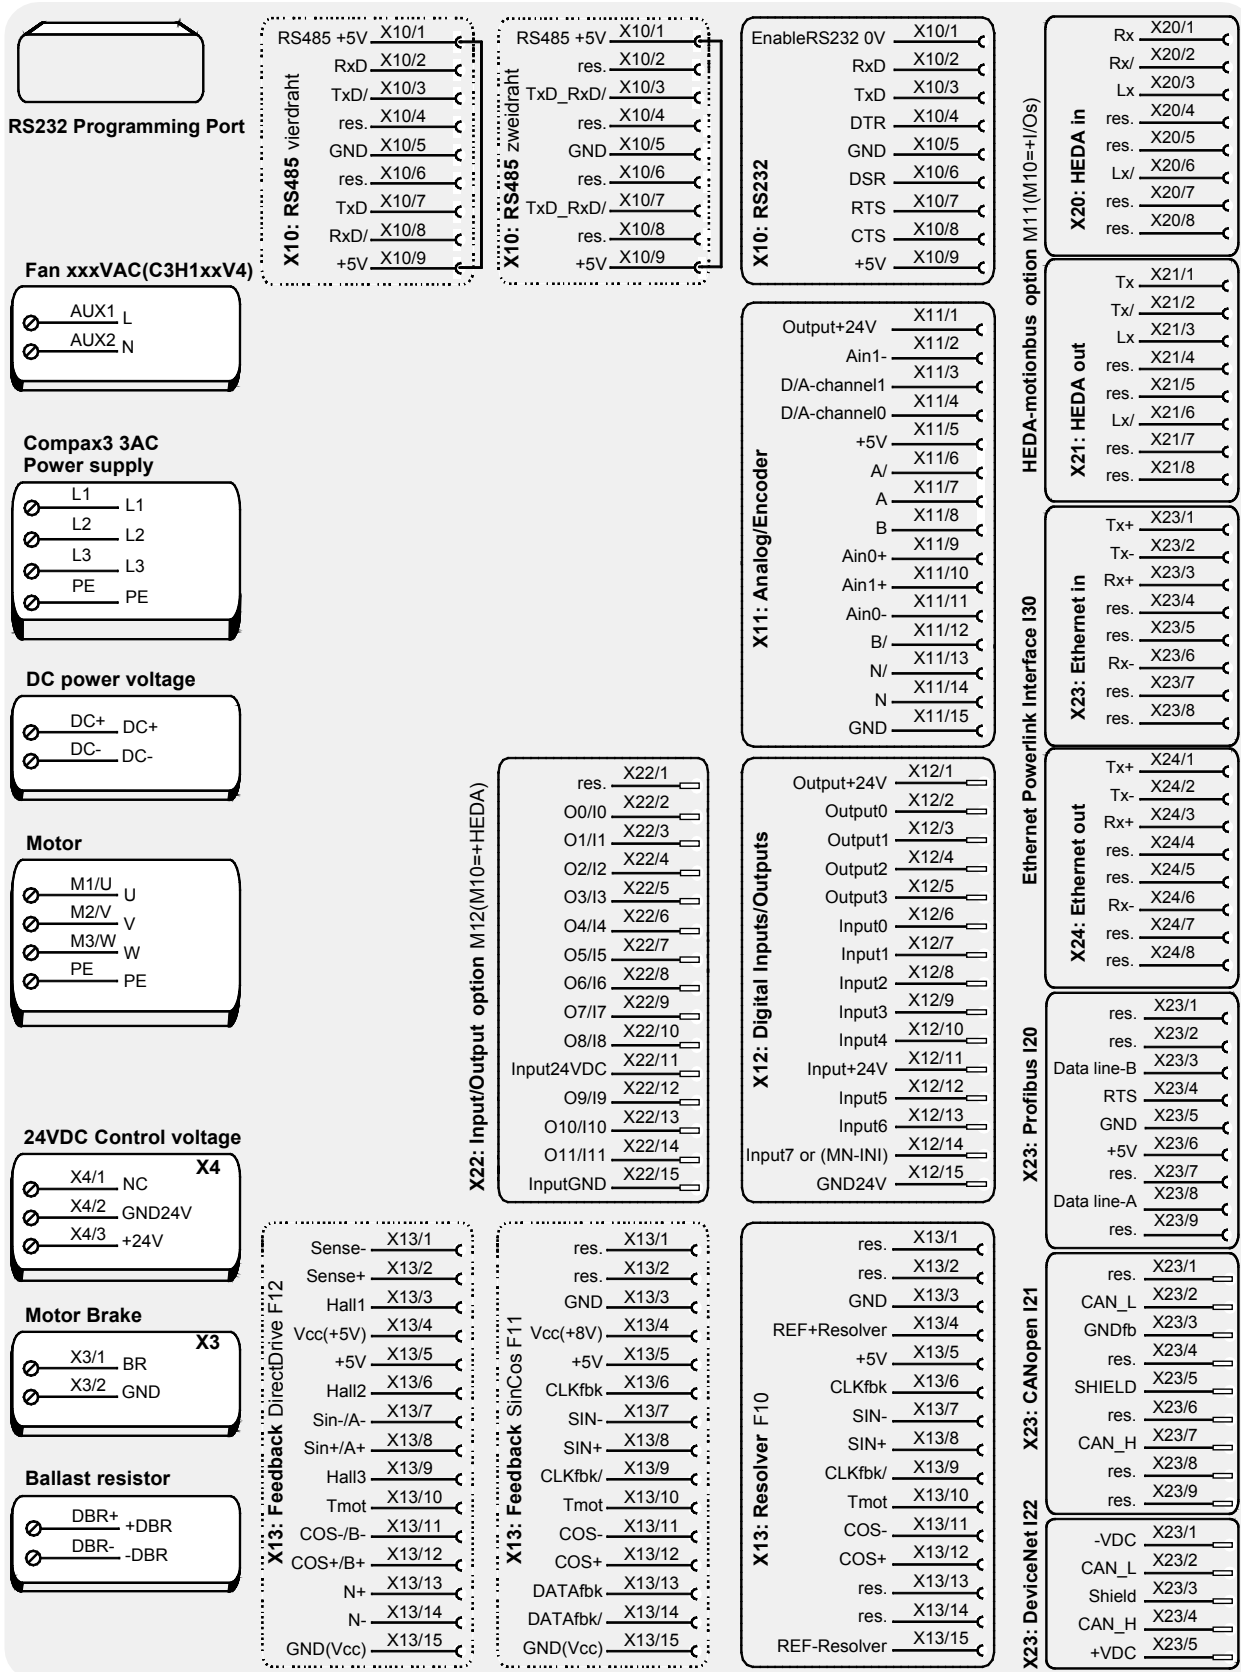 RS232 Programming Port
Fan xxxVAC(C3H1xxV4)
AUX1 L
AUX2 N
Compax3 3AC
Power supply
L1 L1
L2 L2
L3 L3
PE PE
DC power voltage
DC+ DC+
DC- DC-
Motor
M1/U U
M2/V V
M3/W W
PE PE
24VDC Control voltage
X4
X4/1 NC
X4/2 GND24V
X4/3 +24V
Motor Brake
X3
X3/1 BR
X3/2 GND
Ballast resistor
DBR+ +DBR
DBR- -DBR
X10: RS485 vierdraht
RS485 +5V X10/1
RxD X10/2
TxD/ X10/3
res. X10/4
GND X10/5
res. X10/6
TxD X10/7
RxD/ X10/8
+5V X10/9
X10: RS485 zweidraht
RS485 +5V X10/1
res. X10/2
TxD_RxD/ X10/3
res. X10/4
GND X10/5
res. X10/6
TxD_RxD/ X10/7
res. X10/8
+5V X10/9
X10: RS232
EnableRS232 0V X10/1
RxD X10/2
TxD X10/3
DTR X10/4
GND X10/5
DSR X10/6
RTS X10/7
CTS X10/8
+5V X10/9
X11: Analog/Encoder
Output+24V X11/1
Ain1- X11/2
D/A-channel1 X11/3
D/A-channel0 X11/4
+5V X11/5
A/ X11/6
A X11/7
B X11/8
Ain0+ X11/9
Ain1+ X11/10
Ain0- X11/11
B/ X11/12
N/ X11/13
N X11/14
GND X11/15
X22: Input/Output option M12(M10=+HEDA)
res. X22/1
O0/I0 X22/2
O1/I1 X22/3
O2/I2 X22/4
O3/I3 X22/5
O4/I4 X22/6
O5/I5 X22/7
O6/I6 X22/8
O7/I7 X22/9
O8/I8 X22/10
Input24VDC X22/11
O9/I9 X22/12
O10/I10 X22/13
O11/I11 X22/14
InputGND X22/15
X12: Digital Inputs/Outputs
Output+24V X12/1
Output0 X12/2
Output1 X12/3
Output2 X12/4
Output3 X12/5
Input0 X12/6
Input1 X12/7
Input2 X12/8
Input3 X12/9
Input4 X12/10
Input+24V X12/11
Input5 X12/12
Input6 X12/13
Input7 or (MN-INI) X12/14
GND24V X12/15
X13: Feedback DirectDrive F12
Sense- X13/1
Sense+ X13/2
Hall1 X13/3
Vcc(+5V) X13/4
+5V X13/5
Hall2 X13/6
Sin-/A- X13/7
Sin+/A+ X13/8
Hall3 X13/9
Tmot X13/10
COS-/B- X13/11
COS+/B+ X13/12
N+ X13/13
N- X13/14
GND(Vcc) X13/15
X13: Feedback SinCos F11
res. X13/1
res. X13/2
GND X13/3
Vcc(+8V) X13/4
+5V X13/5
CLKfbk X13/6
SIN- X13/7
SIN+ X13/8
CLKfbk/ X13/9
Tmot X13/10
COS- X13/11
COS+ X13/12
DATAfbk X13/13
DATAfbk/ X13/14
GND(Vcc) X13/15
X13: Resolver F10
res. X13/1
res. X13/2
GND X13/3
REF+Resolver X13/4
+5V X13/5
CLKfbk X13/6
SIN- X13/7
SIN+ X13/8
CLKfbk/ X13/9
Tmot X13/10
COS- X13/11
COS+ X13/12
res. X13/13
res. X13/14
REF-Resolver X13/15
HEDA-motionbus option M11(M10=+I/Os)
X20: HEDA in
Rx X20/1
Rx/ X20/2
Lx X20/3
res. X20/4
res. X20/5
Lx/ X20/6
res. X20/7
res. X20/8
X21: HEDA out
Tx X21/1
Tx/ X21/2
Lx X21/3
res. X21/4
res. X21/5
Lx/ X21/6
res. X21/7
res. X21/8
Ethernet Powerlink Interface I30
X23: Ethernet in
Tx+ X23/1
Tx- X23/2
Rx+ X23/3
res. X23/4
res. X23/5
Rx- X23/6
res. X23/7
res. X23/8
X24: Ethernet out
Tx+ X24/1
Tx- X24/2
Rx+ X24/3
res. X24/4
res. X24/5
Rx- X24/6
res. X24/7
res. X24/8
X23: Profibus I20
res. X23/1
res. X23/2
Data line-B X23/3
RTS X23/4
GND X23/5
+5V X23/6
res. X23/7
Data line-A X23/8
res. X23/9
X23: CANopen I21
res. X23/1
CAN_L X23/2
GNDfb X23/3
res. X23/4
SHIELD X23/5
res. X23/6
CAN_H X23/7
res. X23/8
res. X23/9
X23: DeviceNet I22
-VDC X23/1
CAN_L X23/2
Shield X23/3
CAN_H X23/4
+VDC X23/5